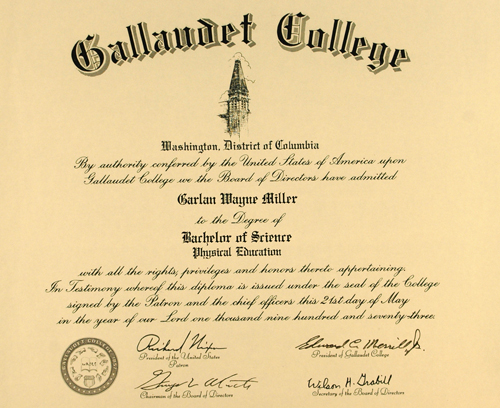 Gallaudet College
Washington, District of Columbia
By authority conferred by the United States of America upon
Gallaudet College we the Board of Directors have admitted
Garlan Wayne Miller
to the Degree of
Bachelor of Science
Physical Education
with all the rights, privileges and honors thereto appertaining.
In Testimony whereof this diploma is issued under the seal of the College
signed by the Patron and the chief officers this 21st day of May
in the year of our Lord one thousand nine hundred and seventy-three.
Richard Nixon
Edward C. Merrill, Jr.
President of the United States
Patron
President of Gallaudet College
Chairman of the Board of Directors
Wilson H. Grabill
Secretary of the Board of Directors